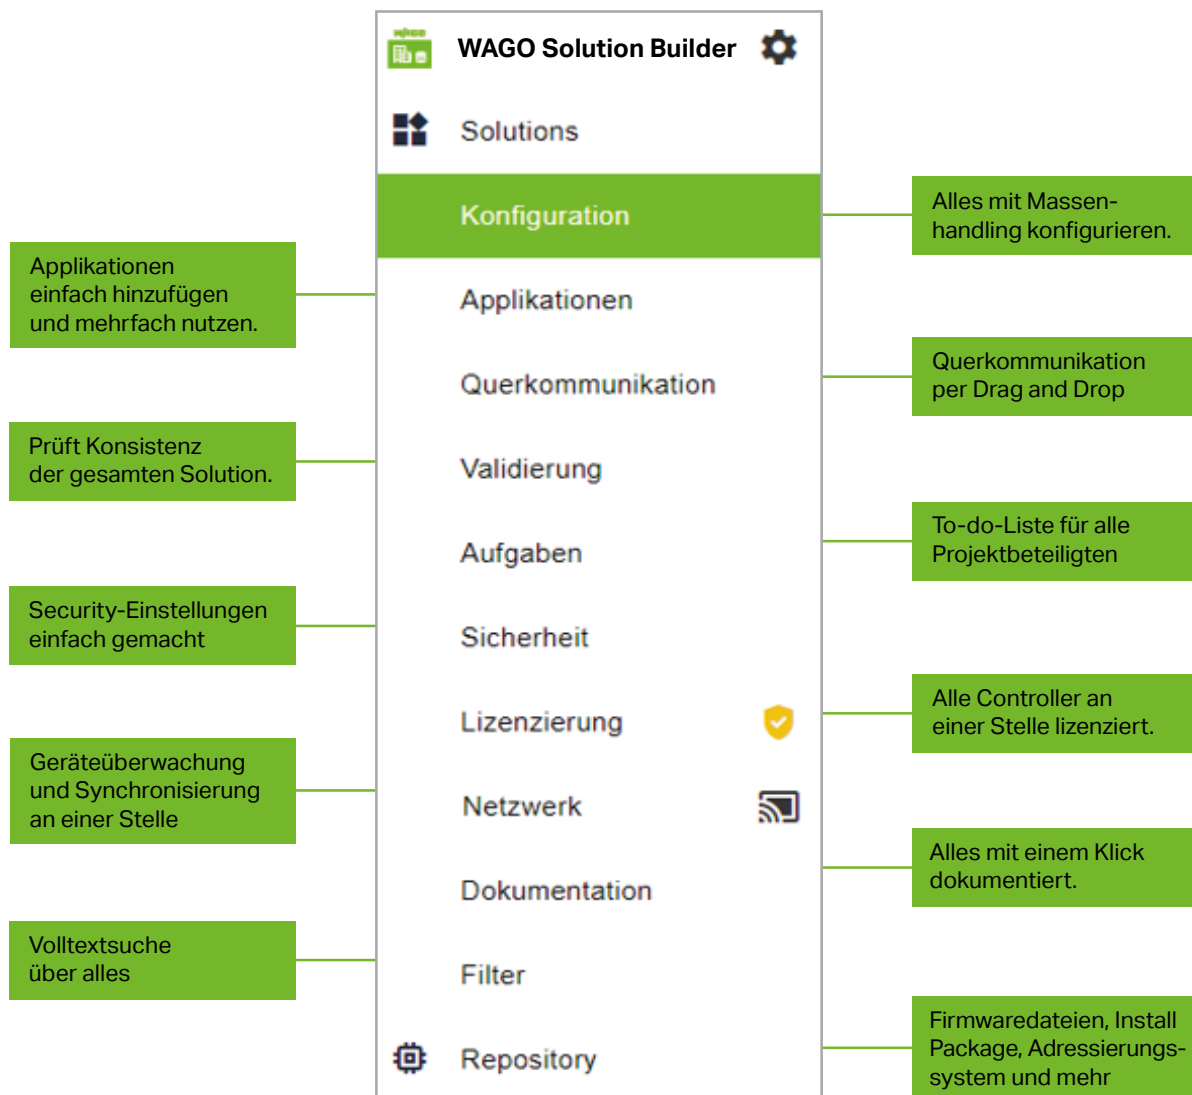 WAGO
WAGO Solution Builder
Solutions
Konfiguration
Alles mit Massen-
handling konfigurieren.
Applikationen
einfach hinzufügen
und mehrfach nutzen.
Applikationen
Querkommunikation
Querkommunikation
per Drag and Drop
Prüft Konsistenz
der gesamten Solution.
Validierung
Aufgaben
To-do-Liste für alle
Projektbeteiligten
Security-Einstellungen
einfach gemacht
Sicherheit
Lizenzierung
Alle Controller an
einer Stelle lizenziert.
Geräteüberwachung
und Synchronisierung
an einer Stelle
Netzwerk
Dokumentation
Alles mit einem Klick
dokumentiert.
Volltextsuche
über alles
Filter
Repository
Firmwaredateien, Install
Package, Adressierungs-
system und mehr